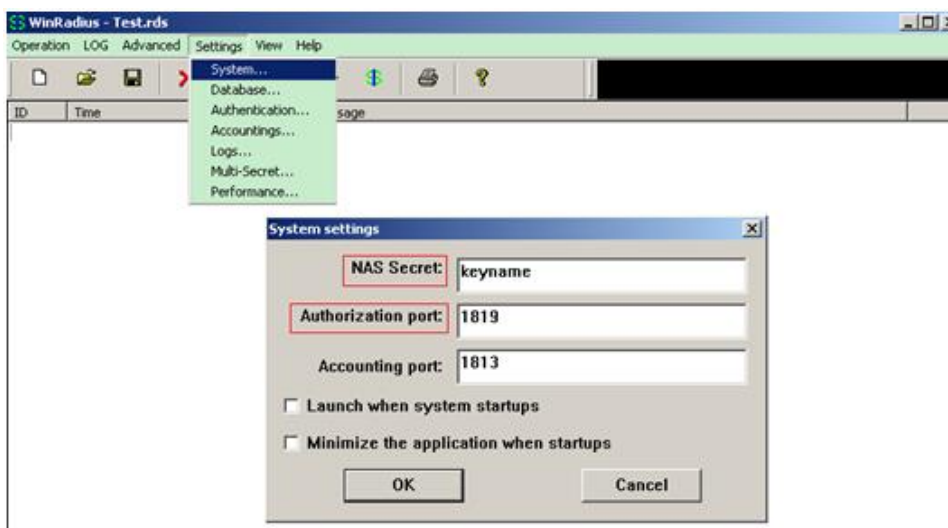 WinRadius - Test.rds
Operation LOG Advanced Settings View Help
System...
Database...
Authentication...
Accountings...
Logs...
Multi-Secret...
Performance...
ID Time sage
System settings
NAS Secret: keyname
Authorization port: 1819
Accounting port: 1813
Launch when system startups
Minimize the application when startups
OK Cancel